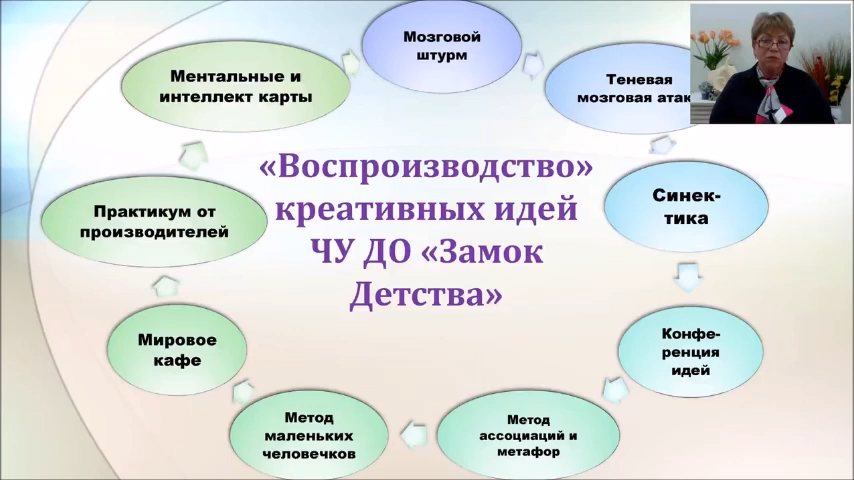 Мозговой
штурм
Теневая
мозговая
Синек-
тика
Конфе-
ренция
идей
Метод
ассоциаций и
метафор
Метод
маленьких
человечков
Мировое
кафе
Практикум от
производителей
Ментальные и
интеллект карты
«Воспроизводство»
креативных идей
ЧУ ДО «Замок
Детства»